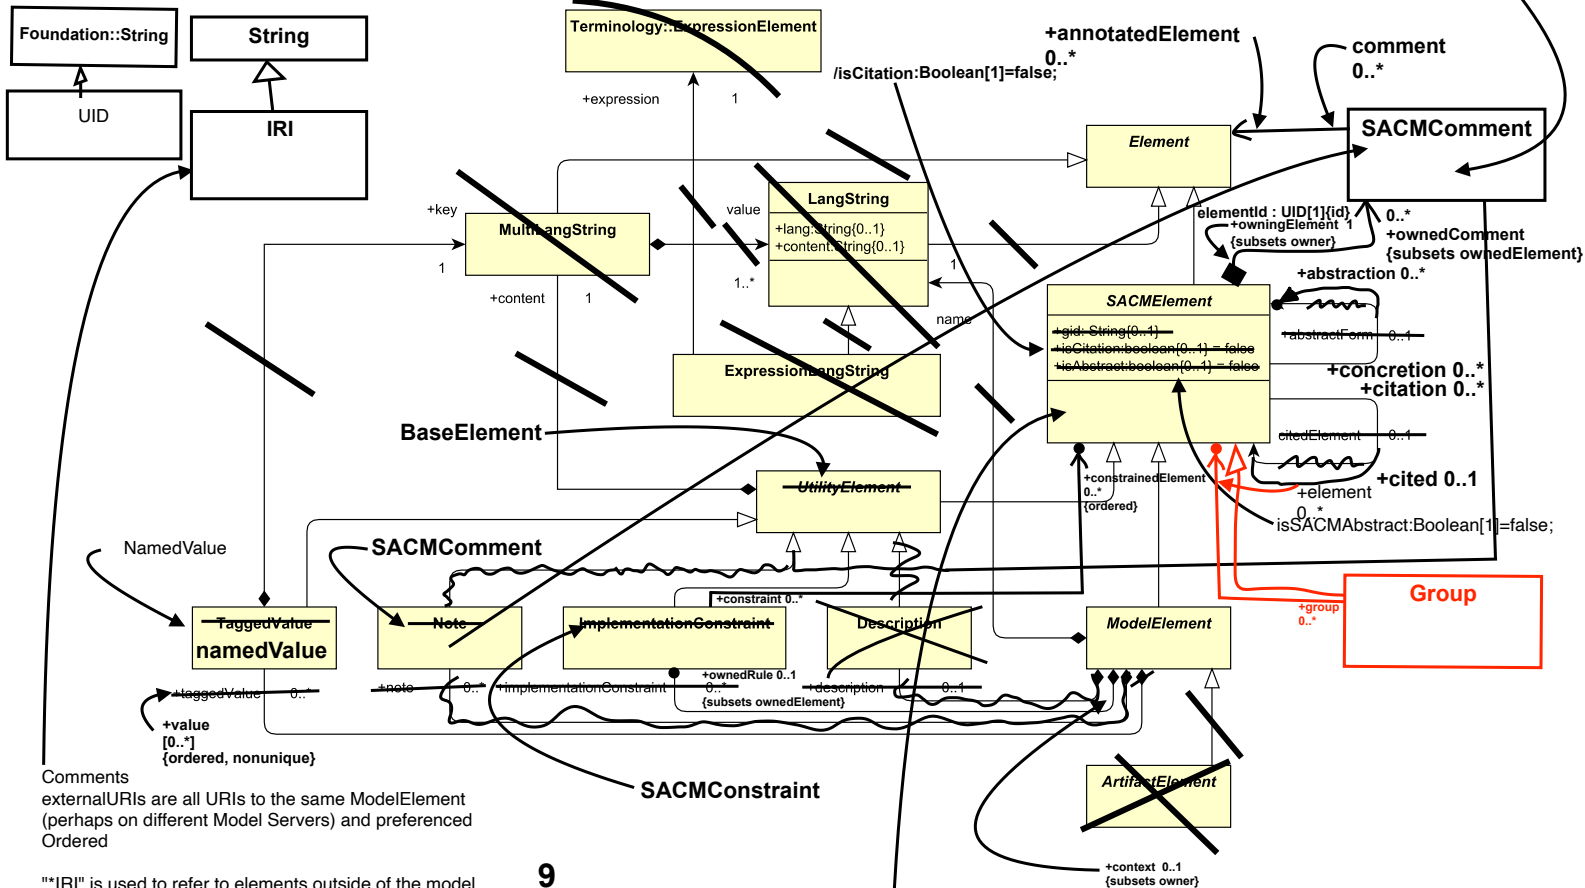 Foundation::String
String
UID
IRI
Terminology::ExpressionElement
+expression
1
/isCitation:Boolean[1]=false;
+annotatedElement
0..*
comment
0..*
SACMComment
Element
+key
1
MultiLangString
+content
1
value
1..*
LangString
+lang:String{0..1}
+content:String{0..1}
1
name
ExpressionLangString
elementId : UID[1]{id}
+owningElement 1
{subsets owner}
0..*
+ownedComment
{subsets ownedElement}
+abstraction 0..*
SACMElement
+gid: String{0..1}
+isCitation:boolean{0..1} = false
+isAbstract:boolean{0..1} = false
+abstractForm 0..1
+concretion 0..*
+citation 0..*
citedElement 0..1
+cited 0..1
+element
0..*
isSACMAbstract:Boolean[1]=false;
BaseElement
UtilityElement
+constrainedElement
0..*
{ordered}
NamedValue
SACMComment
TaggedValue
namedValue
Note
+constraint 0..*
ImplementationConstraint
Description
ModelElement
+group
0..*
Group
+taggedValue 0..*
+note 0..*
+implementationConstraint 0..*
+ownedRule 0..1
{subsets ownedElement}
+description 0..1
+value
[0..*]
{ordered, nonunique}
SACMConstraint
ArtifactElement
Comments
externalURIs are all URIs to the same ModelElement
(perhaps on different Model Servers) and preferenced
Ordered
"*IRI" is used to refer to elements outside of the model
9
+context 0..1
{subsets owner}